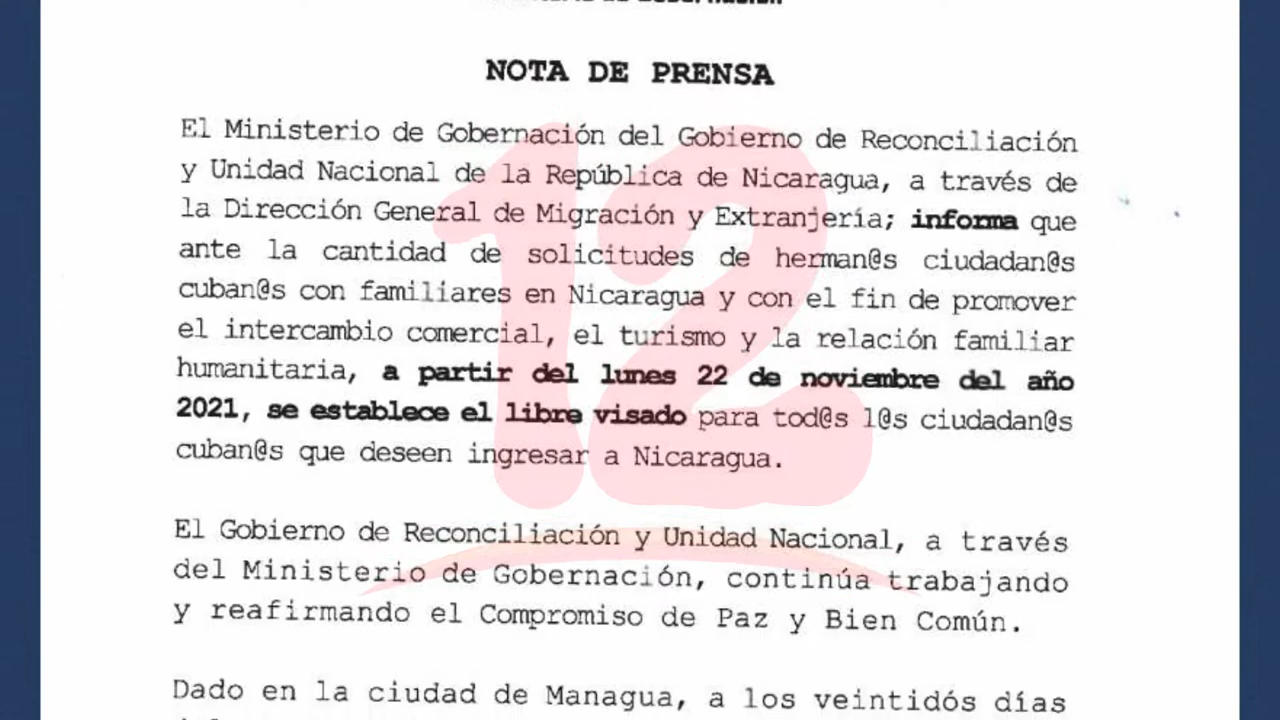 NOTA DE PRENSA
El Ministerio de Gobernación del Gobierno de Reconciliación
y Unidad Nacional de la República de Nicaragua, a través de
la Dirección General de Migración y Extranjería; informa que
ante la cantidad de solicitudes de herman@s ciudadan@s
cuban@s con familiares en Nicaragua y con el fin de promover
el intercambio comercial, el turismo y la relación familiar
humanitaria, a partir del lunes 22 de noviembre del año
2021, se establece el libre visado para tod@s l@s ciudadan@s
cuban@s que deseen ingresar a Nicaragua.
El Gobierno de Reconciliación y Unidad Nacional, a través
del Ministerio de Gobernación, continúa trabajando
y reafirmando el Compromiso de Paz y Bien Común.
Dado en la ciudad de Managua, a los veintidós días
12